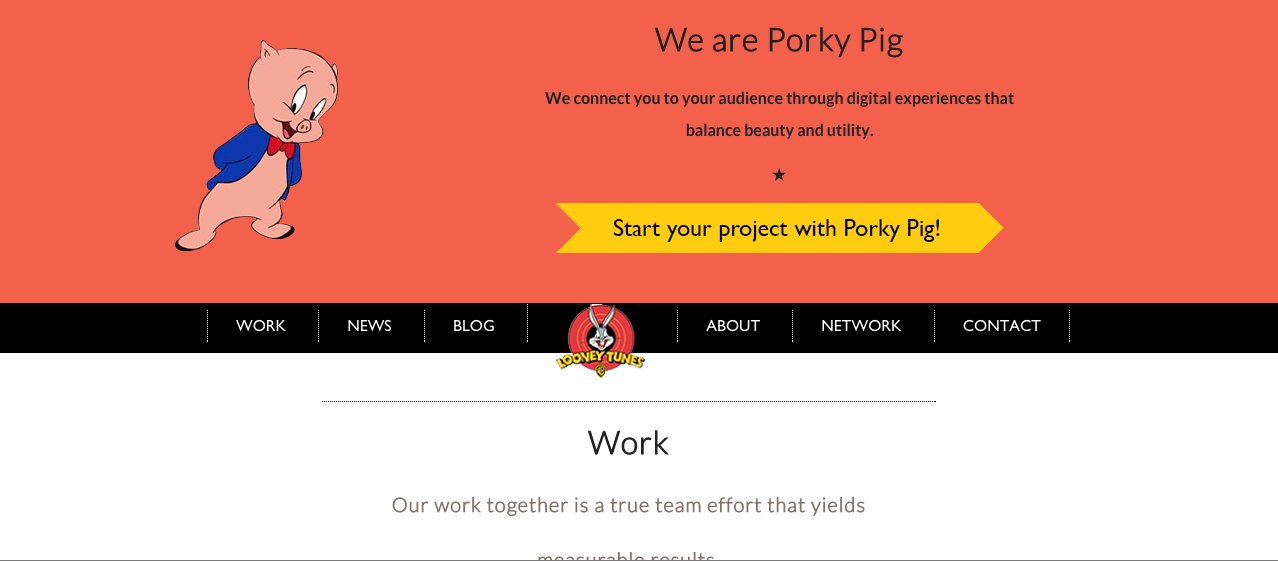 We are Porky Pig
We connect you to your audience through digital experiences that
balance beauty and utility.
Start your project with Porky Pig!
WORK
NEWS
BLOG
LOONEY TUNES
ABOUT
NETWORK
CONTACT
Work
Our work together is a true team effort that yields
measurable results